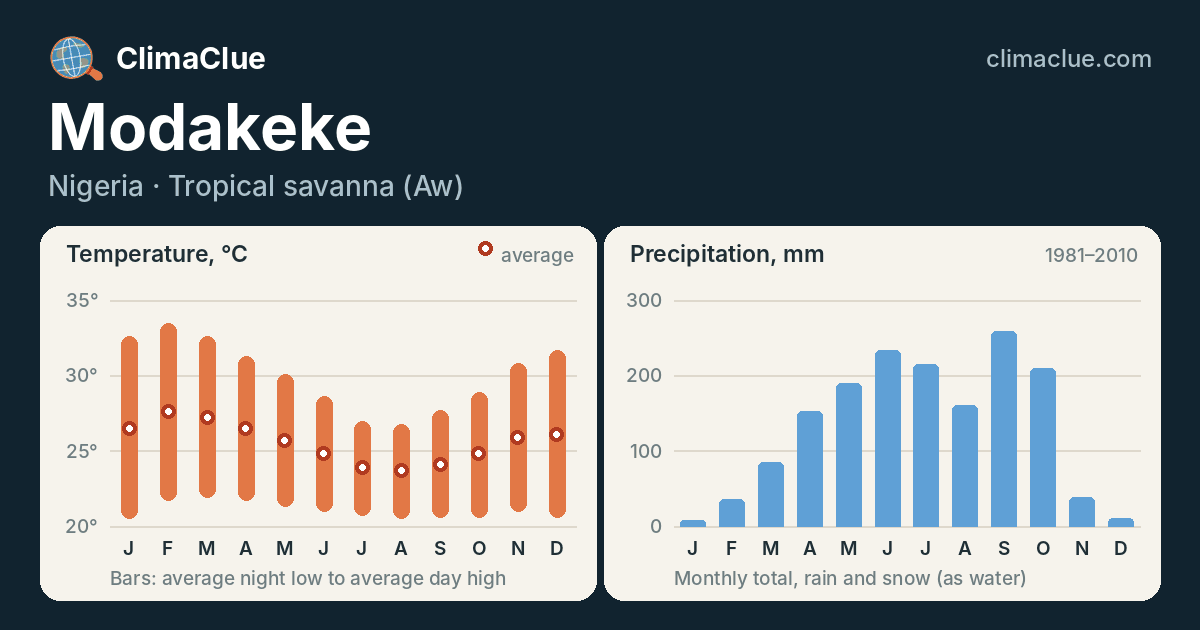 ClimaClue
climaclue.com
Modakeke
Nigeria · Tropical savanna (Aw)
Temperature, °C
average
35°
30°
25°
20°
J F M A M J J A S O N D
Bars: average night low to average day high
Precipitation, mm
1981–2010
300
200
100
0
J F M A M J J A S O N D
Monthly total, rain and snow (as water)